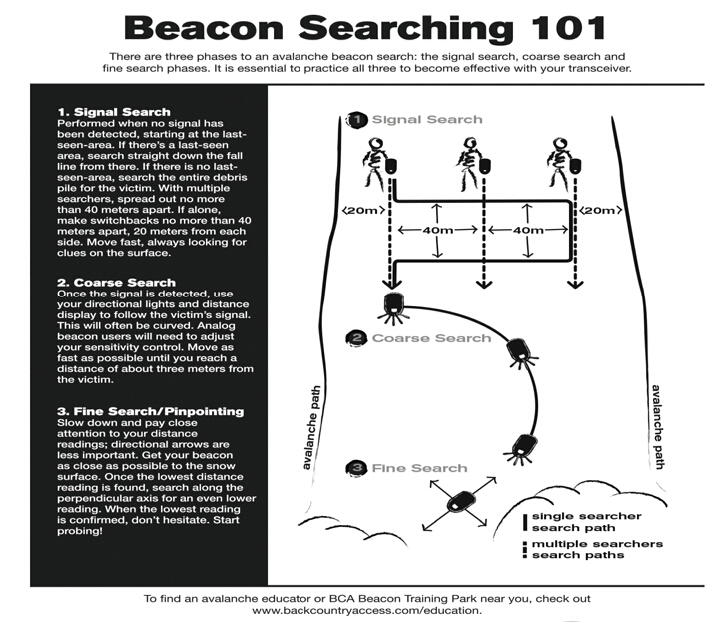 Beacon Searching 101
There are three phases to an avalanche beacon search: the signal search, coarse search and
fine search phases. It is essential to practice all three to become effective with your transceiver.
1. Signal Search
Performed when no signal has
been detected, starting at the last-
seen-area. If there's a last-seen
area, search straight down the fall
line from there. If there is no last-
seen-area, search the entire debris
pile for the victim. With multiple
searchers, spread out no more
than 40 meters apart. If alone,
make switchbacks no more than 40
meters apart, 20 meters from each
side. Move fast, always looking for
clues on the surface.
2. Coarse Search
Once the signal is detected, use
your directional lights and distance
display to follow the victim's signal.
This will often be curved. Analog
beacon users will need to adjust
your sensitivity control. Move as
fast as possible until you reach a
distance of about three meters from
the victim.
3. Fine Search/Pinpointing
Slow down and pay close
attention to your distance
readings; directional arrows are
less important. Get your beacon
as close as possible to the snow
surface. Once the lowest distance
reading is found, search along the
perpendicular axis for an even lower
reading. When the lowest reading
is confirmed, don't hesitate. Start
probing!
1 Signal Search
20m
20m
40m
40m
2 Coarse Search
avalanche path
avalanche path
3 Fine Search
single searcher
search path
multiple searchers
search paths
To find an avalanche educator or BCA Beacon Training Park near you, check out
www.backcountryaccess.com/education.